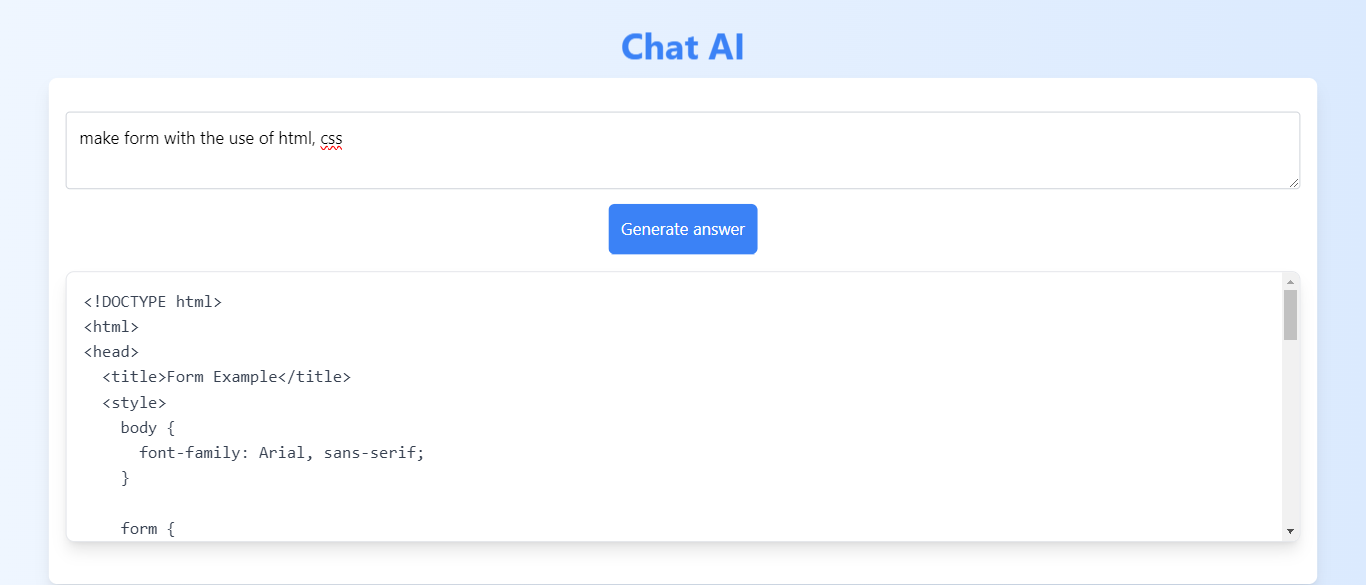 Chat AI
make form with the use of html, css
Generate answer
<!DOCTYPE html>
<html>
<head>
  <title>Form Example</title>
  <style>
    body {
      font-family: Arial, sans-serif;
    }
    form {